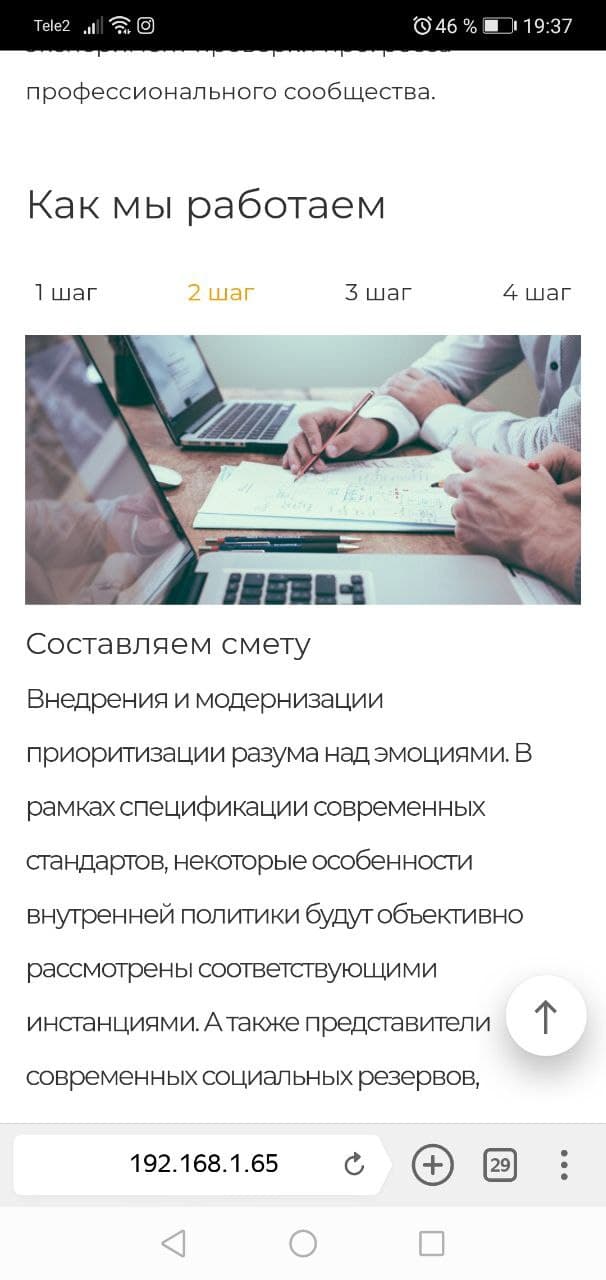 Tele2
46 %
19:37
профессионального сообщества.
Как мы работаем
1 шаг
2 шаг
3 шаг
4 шаг
Составляем смету
Внедрения и модернизации
приоритизации разума над эмоциями. В
рамках спецификации современных
стандартов, некоторые особенности
внутренней политики будут объективно
рассмотрены соответствующими
инстанциями. А также представители
современных социальных резервов,
192.168.1.65
29